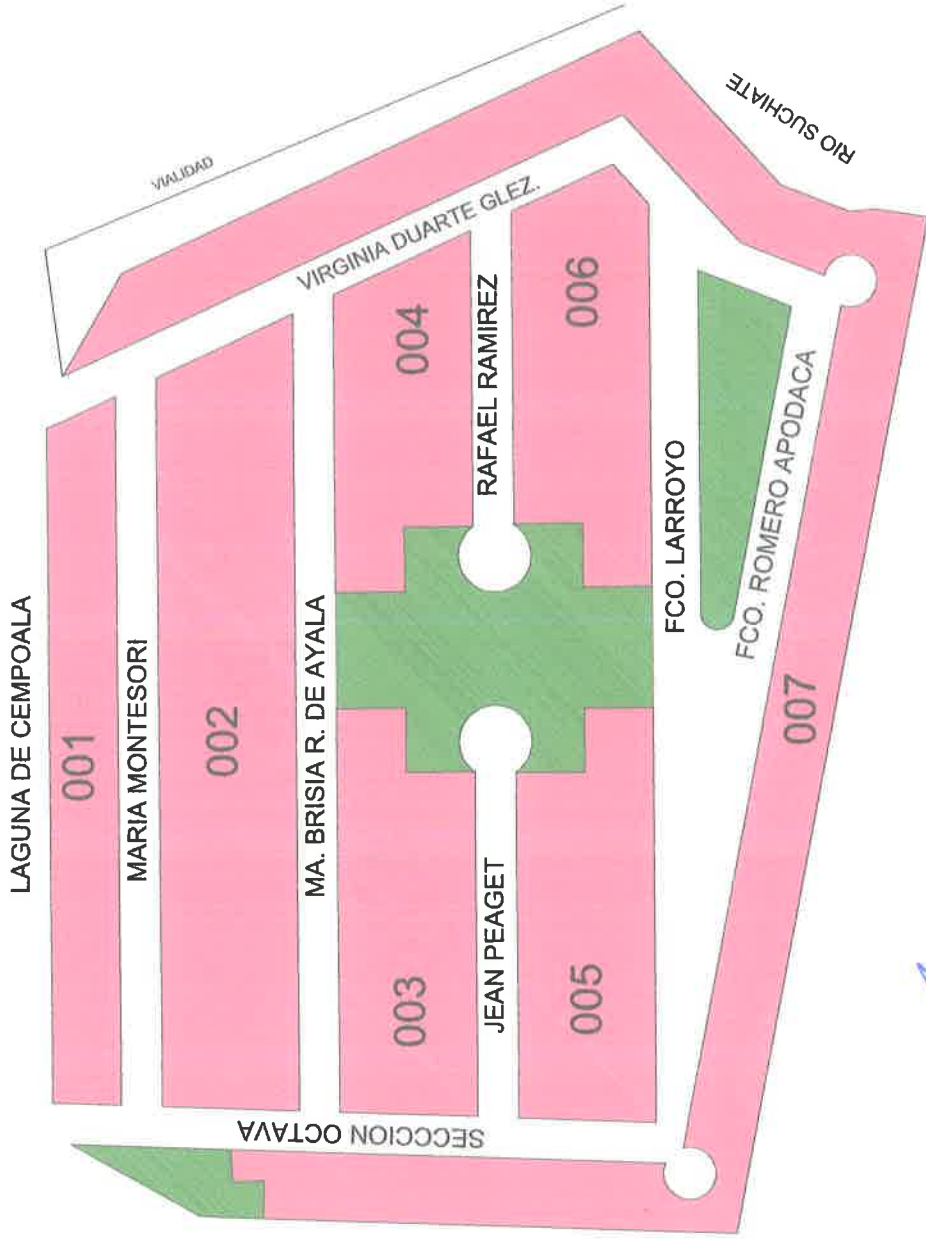 LAGUNA DE CEMPOALA
001
MARIA MONTESORI
002
MA. BRISIA R. DE AYALA
VIALIDAD
VIRGINIA DUARTE GLEZ.
003
004
JEAN PEAGET
RAFAEL RAMIREZ
005
006
SECCCION OCTAVA
FCO. LARROYO
FCO. ROMERO APODACA
007
RIO SUCHIATE